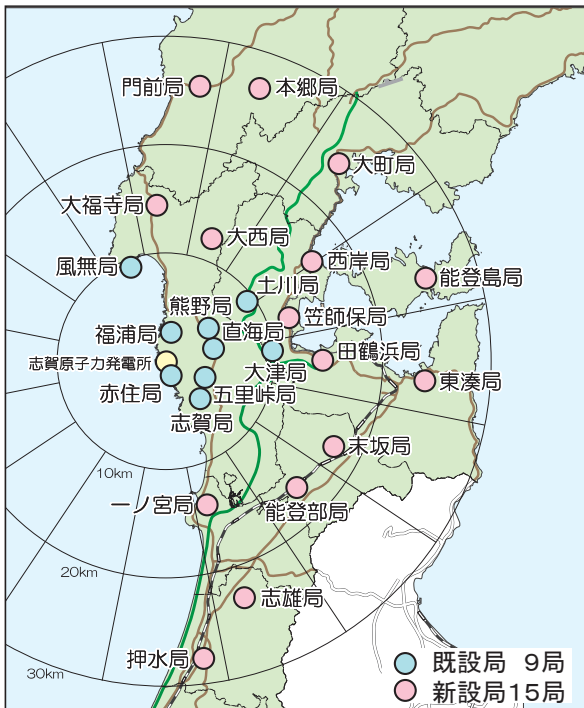 門前局
本郷局
大町局
大福寺局
大西局
西岸局
風無局
能登島局
土川局
熊野局
笠師保局
福浦局
直海局
志賀原子力発電所
田鶴浜局
大津局
赤住局
五里峠局
東湊局
志賀局
末坂局
10km
一ノ宮局
能登部局
20km
志雄局
押水局
30km
既設局 9局
新設局15局